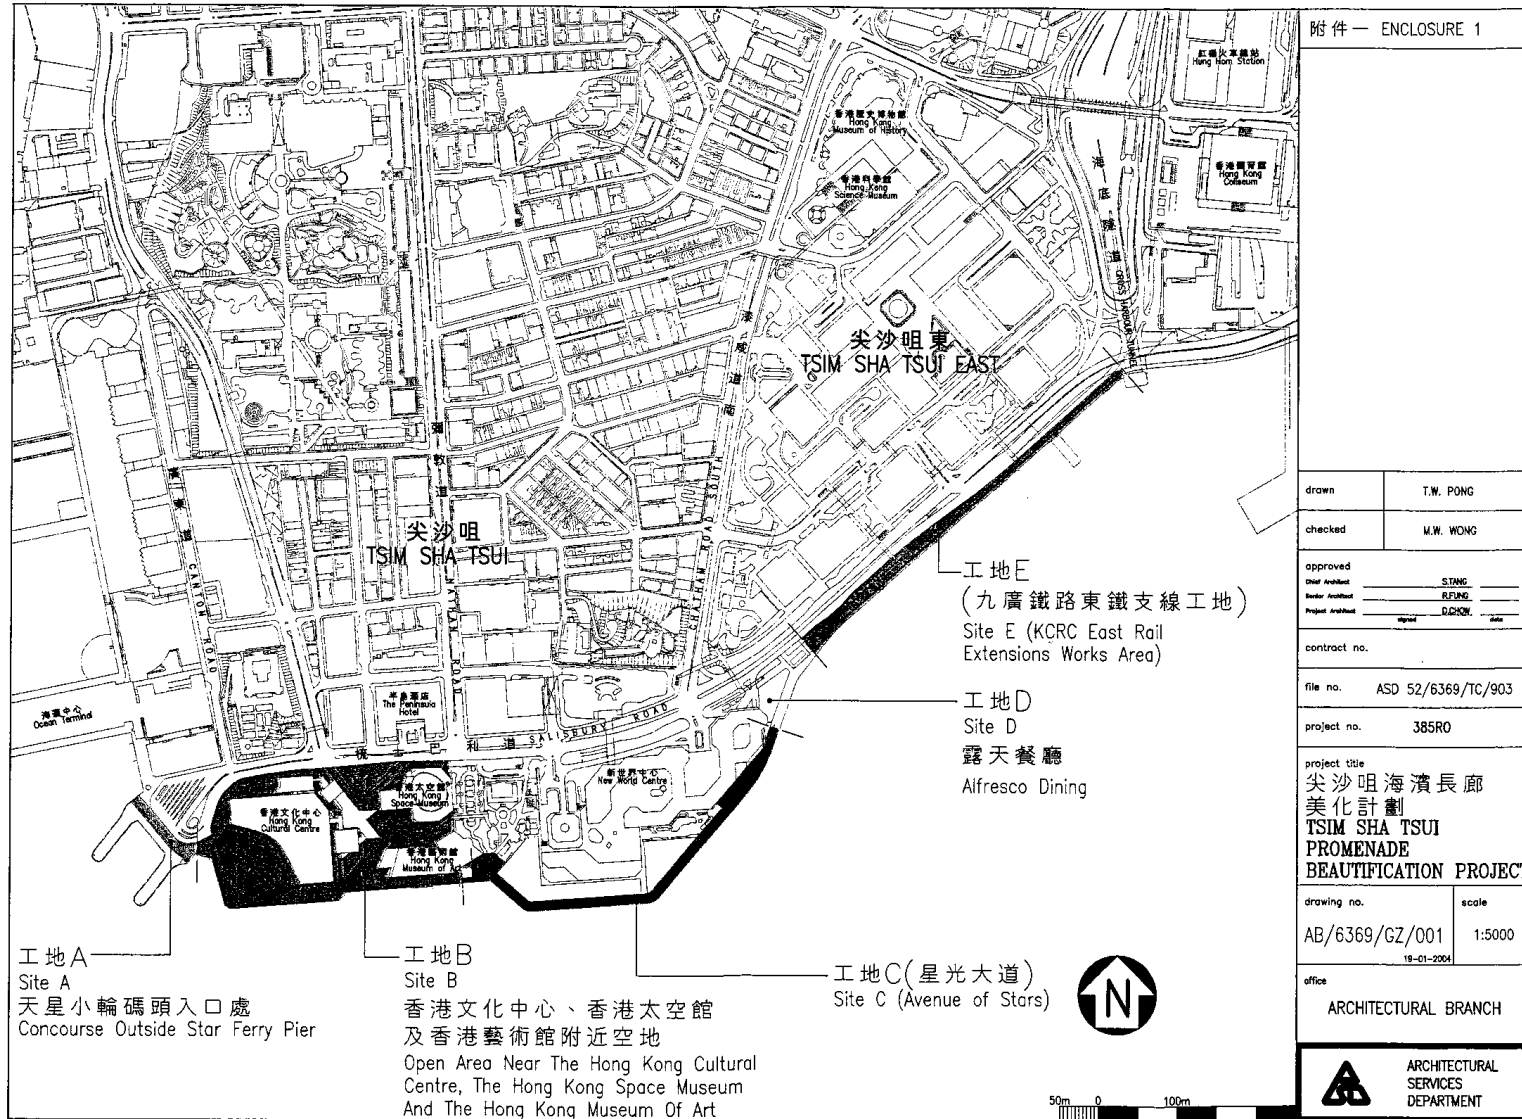 附件一 ENCLOSURE 1
紅磡火車總站
Hung Hom Station
香港歷史博物館
Hong Kong
Museum of History
香港科學館
Hong Kong
Science Museum
香港體育館
Hong Kong
Coliseum
海底隧道
CROSS HARBOUR TUNNEL
尖沙咀東
TSIM SHA TSUI EAST
漆咸道南
CHATHAM ROAD SOUTH
彌敦道
NATHAN ROAD
廣東道
CANTON ROAD
尖沙咀
TSIM SHA TSUI
海運中心
Ocean Terminal
半島酒店
The Peninsula
Hotel
梳士巴利道 SALISBURY ROAD
新世界中心
New World Centre
香港太空館
Hong Kong
Space Museum
香港文化中心
Hong Kong
Cultural Centre
香港藝術館
Hong Kong
Museum of Art
工地E
(九廣鐵路東鐵支線工地)
Site E (KCRC East Rail
Extensions Works Area)
工地D
Site D
露天餐廳
Alfresco Dining
工地A
Site A
天星小輪碼頭入口處
Concourse Outside Star Ferry Pier
工地B
Site B
香港文化中心、香港太空館
及香港藝術館附近空地
Open Area Near The Hong Kong Cultural
Centre, The Hong Kong Space Museum
And The Hong Kong Museum Of Art
工地C(星光大道)
Site C (Avenue of Stars)
N
50m 0 100m
drawn T.W. PONG
checked M.W. WONG
approved
Chief Architect S.TANG
Senior Architect R.FUNG
Project Architect D.CHOW
signed date
contract no.
file no. ASD 52/6369/TC/903
project no. 385RO
project title
尖沙咀海濱長廊
美化計劃
TSIM SHA TSUI
PROMENADE
BEAUTIFICATION PROJECT
drawing no. scale
AB/6369/GZ/001 1:5000
19-01-2004
office
ARCHITECTURAL BRANCH
ARCHITECTURAL
SERVICES
DEPARTMENT